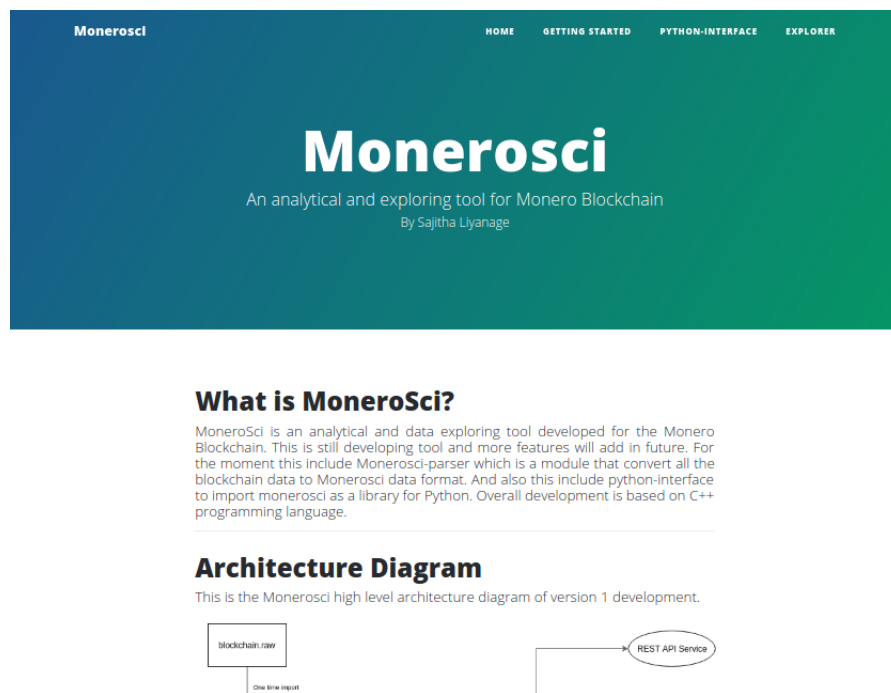 Monerosci
HOME GETTING STARTED PYTHON-INTERFACE EXPLORER
Monerosci
An analytical and exploring tool for Monero Blockchain
By Sajitha Liyanage
What is MoneroSci?
MoneroSci is an analytical and data exploring tool developed for the Monero
Blockchain. This is still developing tool and more features will add in future. For
the moment this include Monerosci-parser which is a module that convert all the
blockchain data to Monerosci data format. And also this include python-interface
to import monerosci as a library for Python. Overall development is based on C++
programming language.
Architecture Diagram
This is the Monerosci high level architecture diagram of version 1 development.
blockchain.raw
REST API Service
One time import